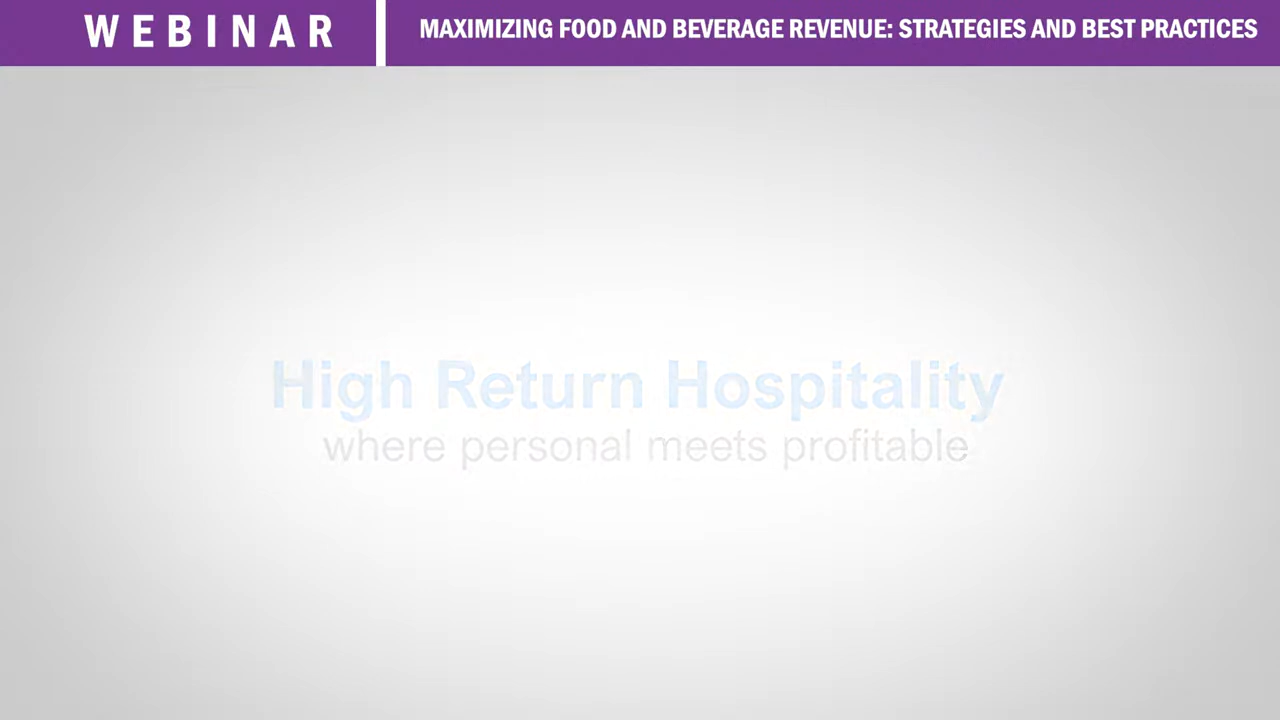 WEBINAR
MAXIMIZING FOOD AND BEVERAGE REVENUE: STRATEGIES AND BEST PRACTICES
High Return Hospitality
where personal meets profitable